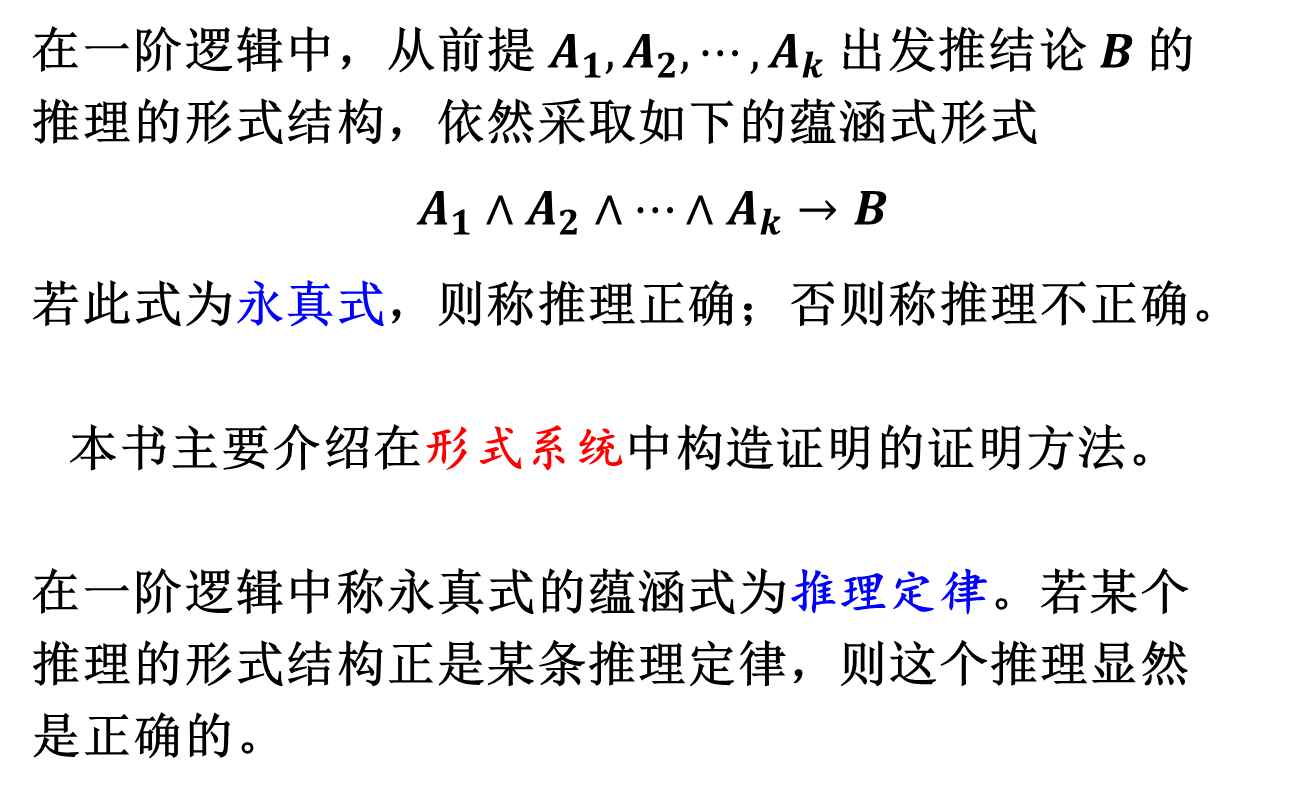 在一阶逻辑中，从前提 A₁, A₂, ⋯ , Aₖ 出发推结论 B 的
推理的形式结构，依然采取如下的蕴涵式形式
A₁ ∧ A₂ ∧ ⋯ ∧ Aₖ → B
若此式为永真式，则称推理正确；否则称推理不正确。
本书主要介绍在形式系统中构造证明的证明方法。
在一阶逻辑中称永真式的蕴涵式为推理定律。若某个
推理的形式结构正是某条推理定律，则这个推理显然
是正确的。